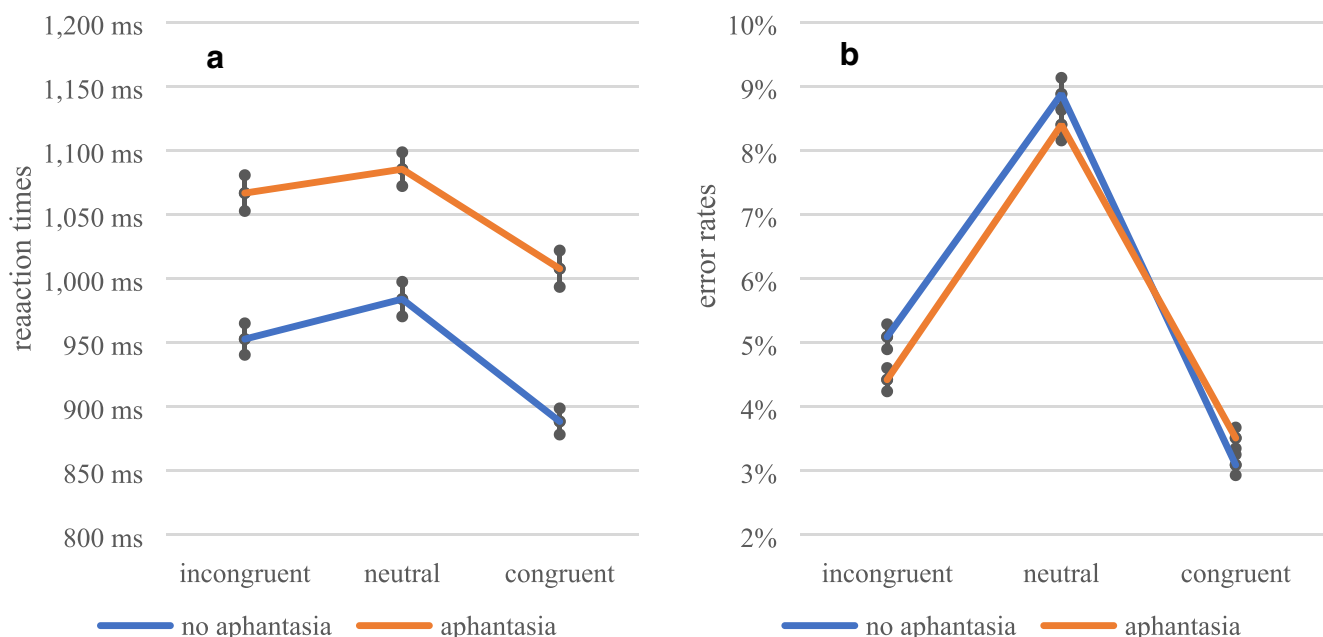 a
1,200 ms
1,150 ms
1,100 ms
1,050 ms
1,000 ms
950 ms
900 ms
850 ms
800 ms
reaaction times
incongruent neutral congruent
no aphantasia aphantasia
b
10%
9%
8%
7%
6%
5%
4%
3%
2%
error rates
incongruent neutral congruent
no aphantasia aphantasia